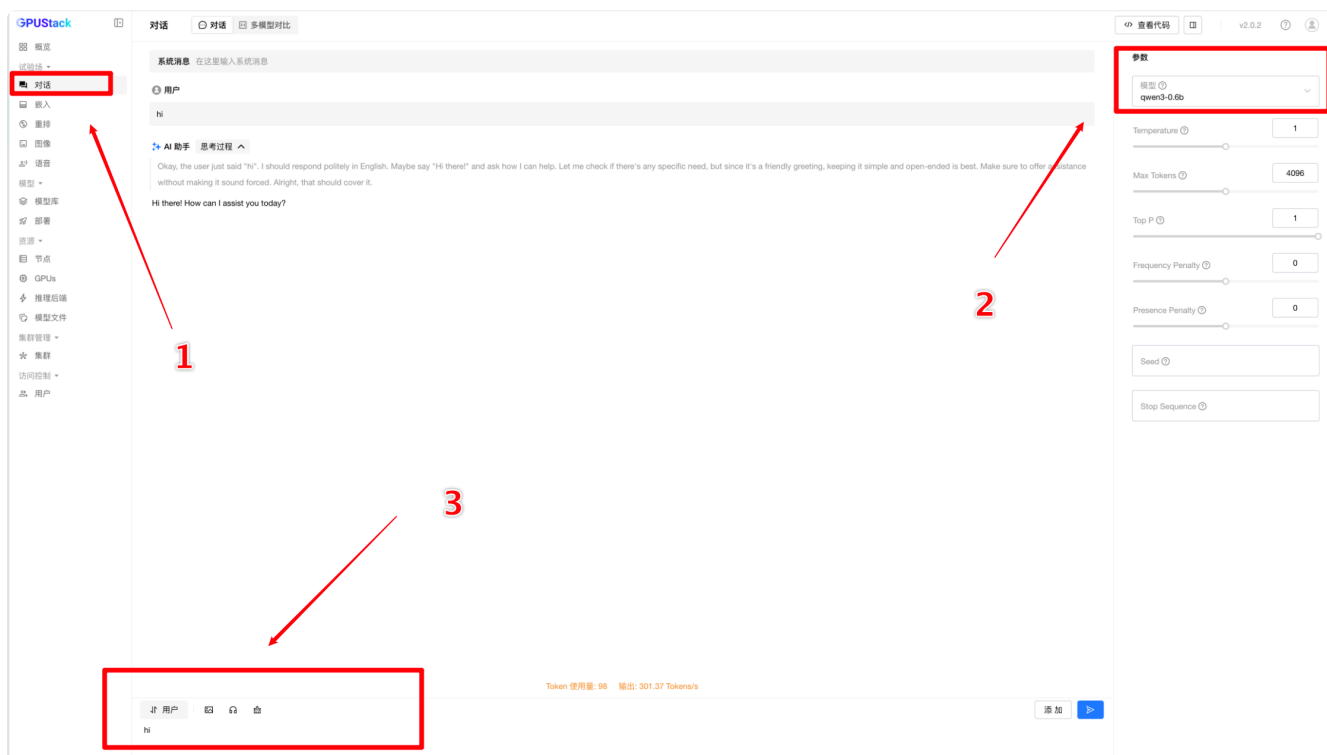 GPUStack
概览
试验场
对话
嵌入
重排
图像
语音
模型
模型库
部署
资源
节点
GPUs
推理后端
模型文件
集群管理
集群
访问控制
用户
对话 对话 多模型对比
查看代码 v2.0.2
系统消息 在这里输入系统消息
用户
hi
AI 助手 思考过程
Okay, the user just said "hi". I should respond politely in English. Maybe say "Hi there!" and ask how I can help. Let me check if there's any specific need, but since it's a friendly greeting, keeping it simple and open-ended is best. Make sure to offer assistance
without making it sound forced. Alright, that should cover it.
Hi there! How can I assist you today?
1
2
3
Token 使用量: 98 输出: 301.37 Tokens/s
用户 添加
hi
参数
模型
qwen3-0.6b
Temperature 1
Max Tokens 4096
Top P 1
Frequency Penalty 0
Presence Penalty 0
Seed
Stop Sequence